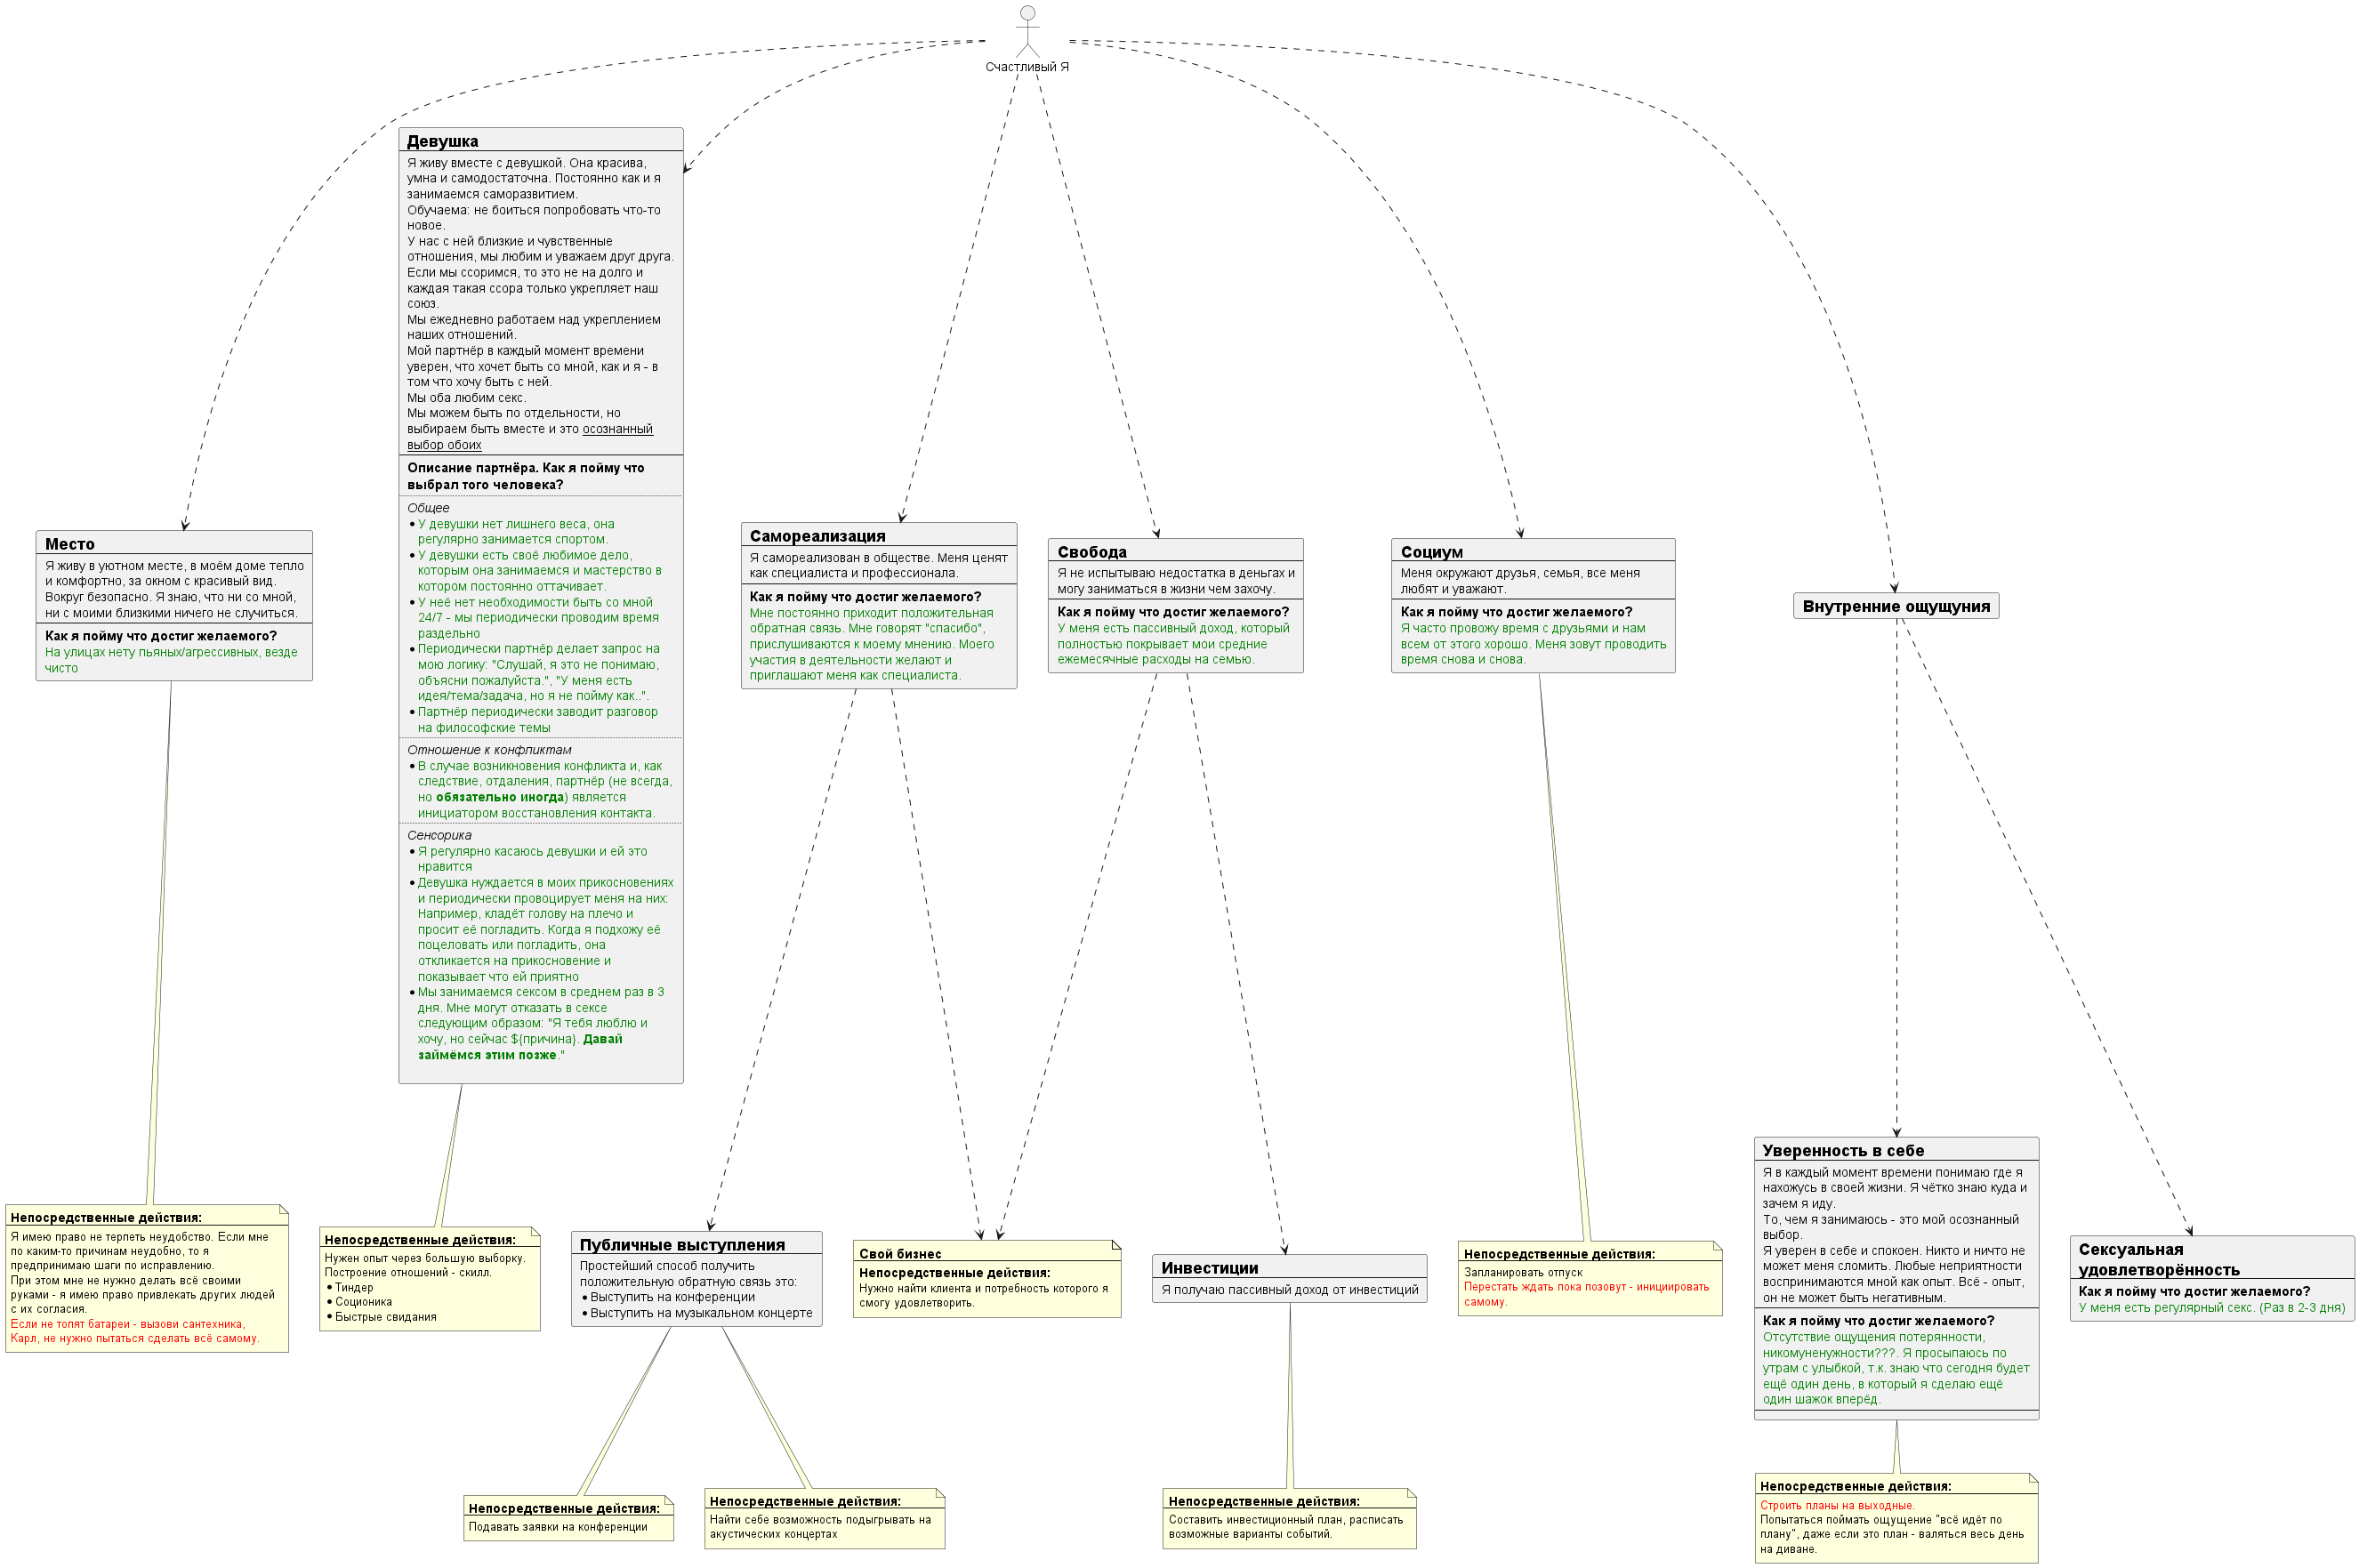 Счастливый Я
Девушка
Я живу вместе с девушкой. Она красива,
умна и самодостаточна. Постоянно как и я
занимаемся саморазвитием.
Обучаема: не боиться попробовать что-то
новое.
У нас с ней близкие и чувственные
отношения, мы любим и уважаем друг друга.
Если мы ссоримся, то это не на долго и
каждая такая ссора только укрепляет наш
союз.
Мы ежедневно работаем над укреплением
наших отношений.
Мой партнёр в каждый момент времени
уверен, что хочет быть со мной, как и я - в
том что хочу быть с ней.
Мы оба любим секс.
Мы можем быть по отдельности, но
выбираем быть вместе и это осознанный
выбор обоих
Описание партнёра. Как я пойму что
выбрал того человека?
Общее
• У девушки нет лишнего веса, она
регулярно занимается спортом.
• У девушки есть своё любимое дело,
которым она занимаемся и мастерство в
котором постоянно оттачивает.
• У неё нет необходимости быть со мной
24/7 - мы периодически проводим время
раздельно
• Периодически партнёр делает запрос на
мою логику: "Слушай, я это не понимаю,
объясни пожалуйста.", "У меня есть
идея/тема/задача, но я не пойму как..".
• Партнёр периодически заводит разговор
на философские темы
Отношение к конфликтам
• В случае возникновения конфликта и, как
следствие, отдаления, партнёр (не всегда,
но обязательно иногда) является
инициатором восстановления контакта.
Сенсорика
• Я регулярно касаюсь девушки и ей это
нравится
• Девушка нуждается в моих прикосновениях
и периодически провоцирует меня на них:
Например, кладёт голову на плечо и
просит её погладить. Когда я подхожу её
поцеловать или погладить, она
откликается на прикосновение и
показывает что ей приятно
• Мы занимаемся сексом в среднем раз в 3
дня. Мне могут отказать в сексе
следующим образом: "Я тебя люблю и
хочу, но сейчас ${причина}. Давай
займёмся этим позже."
Место
Я живу в уютном месте, в моём доме тепло
и комфортно, за окном с красивый вид.
Вокруг безопасно. Я знаю, что ни со мной,
ни с моими близкими ничего не случиться.
Как я пойму что достиг желаемого?
На улицах нету пьяных/агрессивных, везде
чисто
Самореализация
Я самореализован в обществе. Меня ценят
как специалиста и профессионала.
Как я пойму что достиг желаемого?
Мне постоянно приходит положительная
обратная связь. Мне говорят "спасибо",
прислушиваются к моему мнению. Моего
участия в деятельности желают и
приглашают меня как специалиста.
Свобода
Я не испытываю недостатка в деньгах и
могу заниматься в жизни чем захочу.
Как я пойму что достиг желаемого?
У меня есть пассивный доход, который
полностью покрывает мои средние
ежемесячные расходы на семью.
Социум
Меня окружают друзья, семья, все меня
любят и уважают.
Как я пойму что достиг желаемого?
Я часто провожу время с друзьями и нам
всем от этого хорошо. Меня зовут проводить
время снова и снова.
Внутренние ощущуния
Уверенность в себе
Я в каждый момент времени понимаю где я
нахожусь в своей жизни. Я чётко знаю куда и
зачем я иду.
То, чем я занимаюсь - это мой осознанный
выбор.
Я уверен в себе и спокоен. Никто и ничто не
может меня сломить. Любые неприятности
воспринимаются мной как опыт. Всё - опыт,
он не может быть негативным.
Как я пойму что достиг желаемого?
Отсутствие ощущения потерянности,
никомуненужности???. Я просыпаюсь по
утрам с улыбкой, т.к. знаю что сегодня будет
ещё один день, в который я сделаю ещё
один шажок вперёд.
Сексуальная
удовлетворённость
Как я пойму что достиг желаемого?
У меня есть регулярный секс. (Раз в 2-3 дня)
Непосредственные действия:
Я имею право не терпеть неудобство. Если мне
по каким-то причинам неудобно, то я
предпринимаю шаги по исправлению.
При этом мне не нужно делать всё своими
руками - я имею право привлекать других людей
с их согласия.
Если не топят батареи - вызови сантехника,
Карл, не нужно пытаться сделать всё самому.
Непосредственные действия:
Нужен опыт через большую выборку.
Построение отношений - скилл.
• Тиндер
• Соционика
• Быстрые свидания
Публичные выступления
Простейший способ получить
положительную обратную связь это:
• Выступить на конференции
• Выступить на музыкальном концерте
Свой бизнес
Непосредственные действия:
Нужно найти клиента и потребность которого я
смогу удовлетворить.
Инвестиции
Я получаю пассивный доход от инвестиций
Непосредственные действия:
Запланировать отпуск
Перестать ждать пока позовут - инициировать
самому.
Непосредственные действия:
Подавать заявки на конференции
Непосредственные действия:
Найти себе возможность подыгрывать на
акустических концертах
Непосредственные действия:
Составить инвестиционный план, расписать
возможные варианты событий.
Непосредственные действия:
Строить планы на выходные.
Попытаться поймать ощущение "всё идёт по
плану", даже если это план - валяться весь день
на диване.